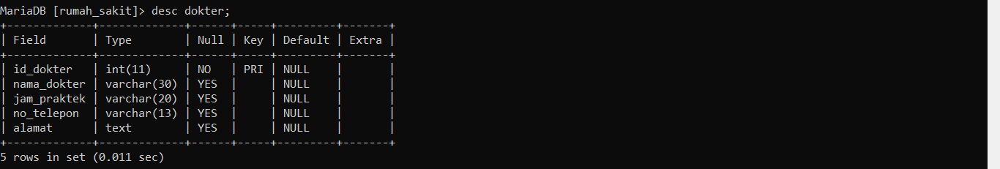 MariaDB [rumah_sakit]> desc dokter;
+-------------+-------------+------+-----+---------+-------+
| Field       | Type        | Null | Key | Default | Extra |
+-------------+-------------+------+-----+---------+-------+
| id_dokter   | int(11)     | NO   | PRI | NULL    |       |
| nama_dokter | varchar(30) | YES  |     | NULL    |       |
| jam_praktek | varchar(20) | YES  |     | NULL    |       |
| no_telepon  | varchar(13) | YES  |     | NULL    |       |
| alamat      | text        | YES  |     | NULL    |       |
+-------------+-------------+------+-----+---------+-------+
5 rows in set (0.011 sec)